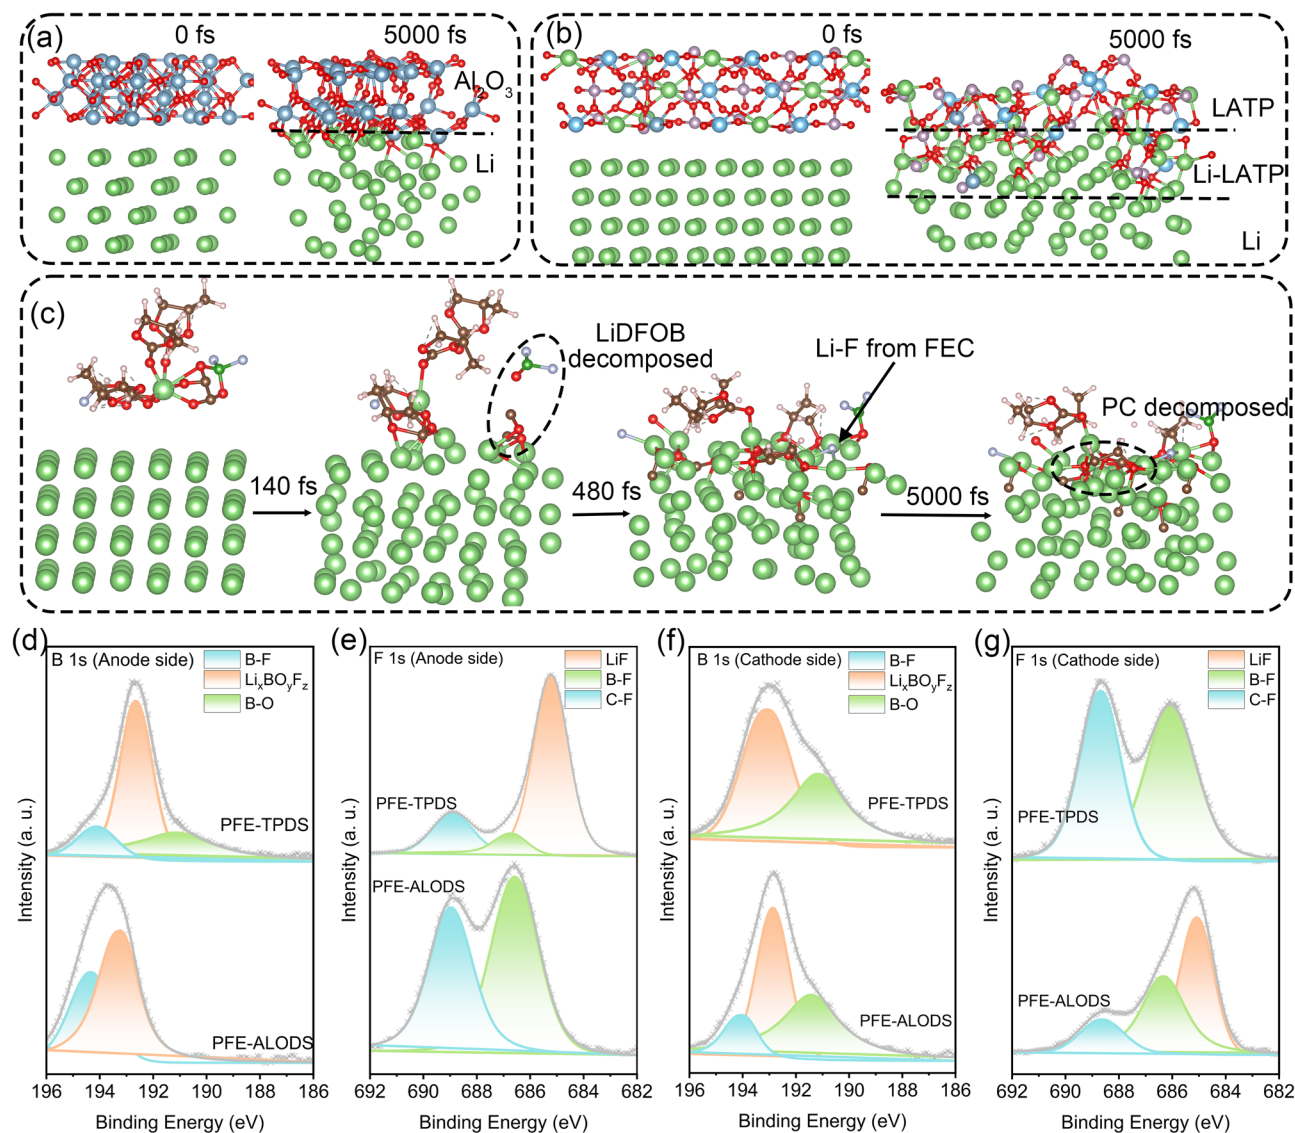 (a)
0 fs
5000 fs
Al2O3
Li
(b)
0 fs
5000 fs
LATP
Li-LATP
Li
(c)
LiDFOB
decomposed
Li-F from FEC
PC decomposed
140 fs
480 fs
5000 fs
(d)
B 1s (Anode side)
B-F
LixBOyFz
B-O
PFE-TPDS
PFE-ALODS
Intensity (a. u.)
196 194 192 190 188 186
Binding Energy (eV)
(e)
F 1s (Anode side)
LiF
B-F
C-F
PFE-TPDS
PFE-ALODS
Intensity (a. u.)
692 690 688 686 684 682
Binding Energy (eV)
(f)
B 1s (Cathode side)
B-F
LixBOyFz
B-O
PFE-TPDS
PFE-ALODS
Intensity (a. u.)
196 194 192 190 188 186
Binding Energy (eV)
(g)
F 1s (Cathode side)
LiF
B-F
C-F
PFE-TPDS
PFE-ALODS
Intensity (a. u.)
692 690 688 686 684 682
Binding Energy (eV)